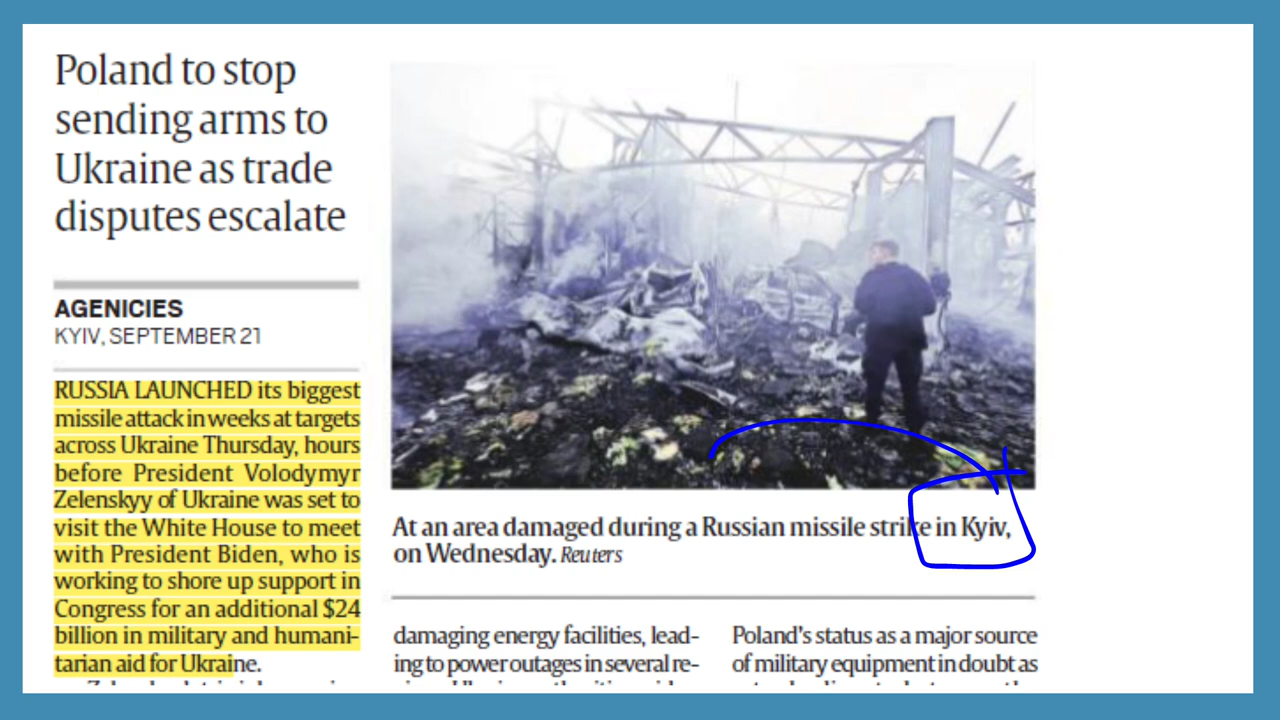 Poland to stop
sending arms to
Ukraine as trade
disputes escalate
AGENICIES
KYIV, SEPTEMBER 21
RUSSIA LAUNCHED its biggest
missile attack in weeks at targets
across Ukraine Thursday, hours
before President Volodymyr
Zelenskyy of Ukraine was set to
visit the White House to meet
with President Biden, who is
working to shore up support in
Congress for an additional $24
billion in military and humani-
tarian aid for Ukraine.
At an area damaged during a Russian missile strike in Kyiv,
on Wednesday. Reuters
damaging energy facilities, lead-
ing to power outages in several re-
Poland's status as a major source
of military equipment in doubt as